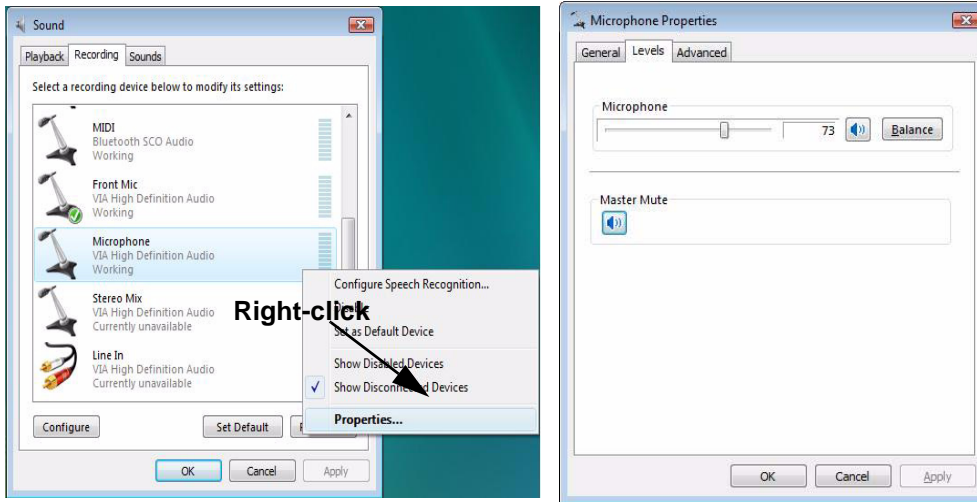 Sound
Playback Recording Sounds
Select a recording device below to modify its settings:
MIDI
Bluetooth SCO Audio
Working
Front Mic
VIA High Definition Audio
Working
Microphone
VIA High Definition Audio
Working
Stereo Mix
VIA High Definition Audio
Currently unavailable
Line In
VIA High Definition Audio
Currently unavailable
Configure Set Default
OK Cancel Apply
Configure Speech Recognition...
Disable
Set as Default Device
Show Disabled Devices
Show Disconnected Devices
Properties...
Right-click
Microphone Properties
General Levels Advanced
Microphone
73 Balance
Master Mute
OK Cancel Apply